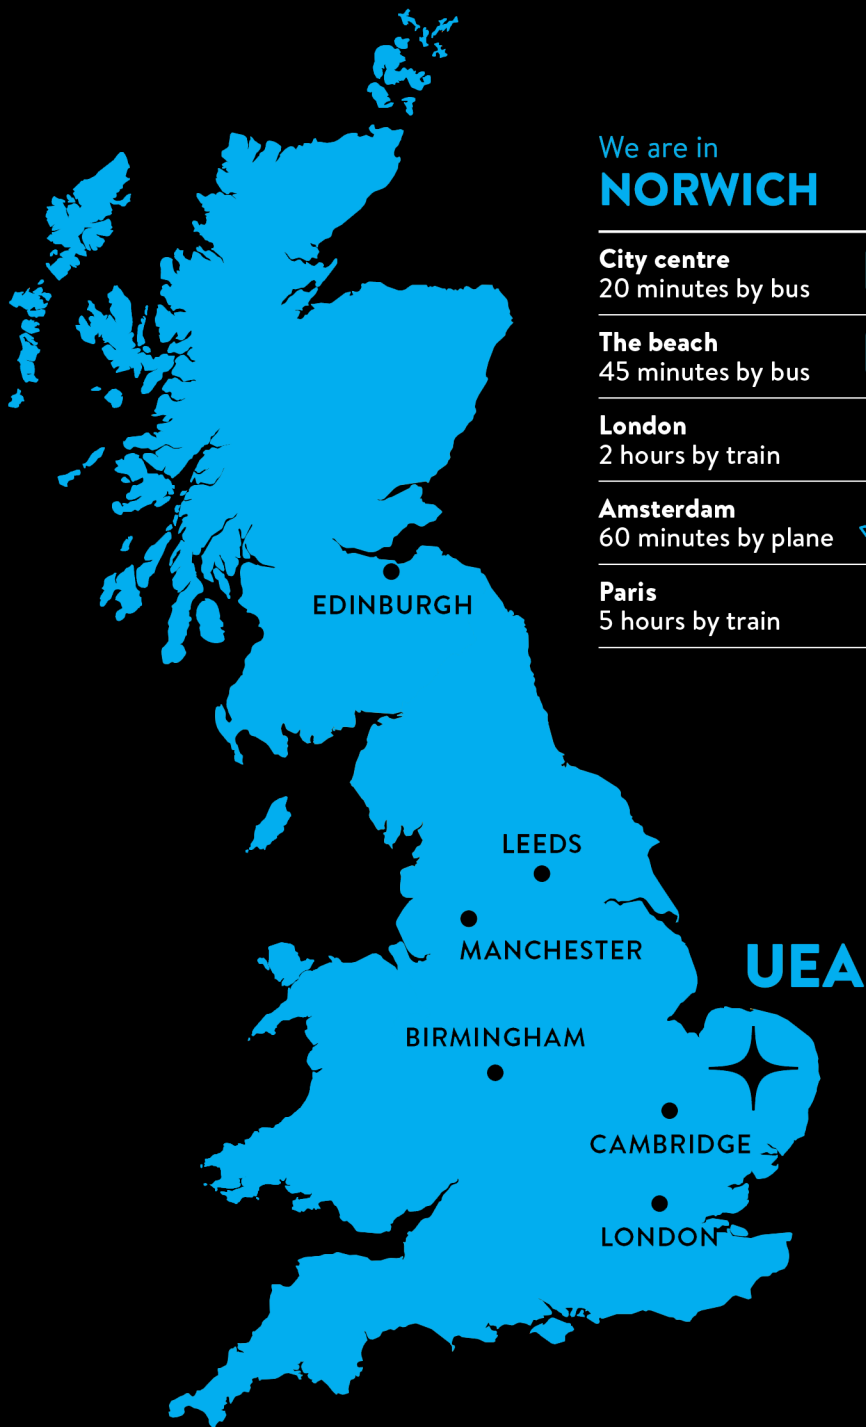 We are in
NORWICH
City centre
20 minutes by bus
The beach
45 minutes by bus
London
2 hours by train
Amsterdam
60 minutes by plane
Paris
5 hours by train
EDINBURGH
LEEDS
MANCHESTER
UEA
BIRMINGHAM
CAMBRIDGE
LONDON